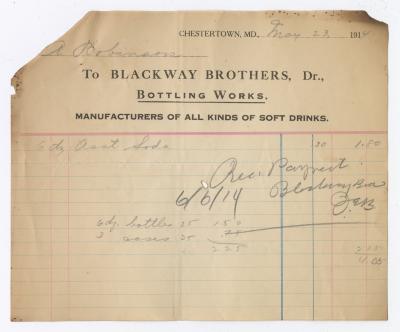 CHESTERTOWN, MD., May 23, 1914
A Robinson
To BLACKWAY BROTHERS, Dr.,
BOTTLING WORKS.
MANUFACTURERS OF ALL KINDS OF SOFT DRINKS.
6 dz Asst Soda 30 1.80
Rec. Payment
6/6/14 Blackway Bros
6 dz bottles 25 1 50
3 cases 25 .75
2 25
4.05